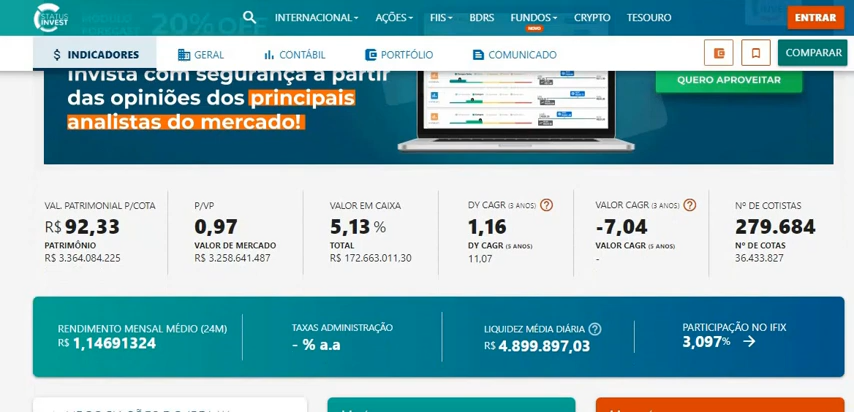 STATUS
INVEST
20% OFF
INTERNACIONAL
AÇÕES
FIIS
BDRS
FUNDOS
NEWS
CRYPTO
TESOURO
ENTRAR
INDICADORES
GERAL
CONTÁBIL
PORTFÓLIO
COMUNICADO
COMPARAR
Invista com segurança a partir
das opiniões dos principais
analistas do mercado!
QUERO APROVEITAR
VAL. PATRIMONIAL P/COTA
R$ 92,33
PATRIMÔNIO
R$ 3.364.084.225
P/VP
0,97
VALOR DE MERCADO
R$ 3.258.641.487
VALOR EM CAIXA
5,13 %
TOTAL
R$ 172.663.011,30
DY CAGR (3 ANOS) ?
1,16
DY CAGR (5 ANOS)
11,07
VALOR CAGR (3 ANOS) ?
-7,04
VALOR CAGR (5 ANOS)
-
Nº DE COTISTAS
279.684
Nº DE COTAS
36.433.827
RENDIMENTO MENSAL MÉDIO (24M)
R$ 1,14691324
TAXAS ADMINISTRAÇÃO
- % a.a
LIQUIDEZ MÉDIA DIÁRIA ?
R$ 4.899.897,03
PARTICIPAÇÃO NO IFIX
3,097%